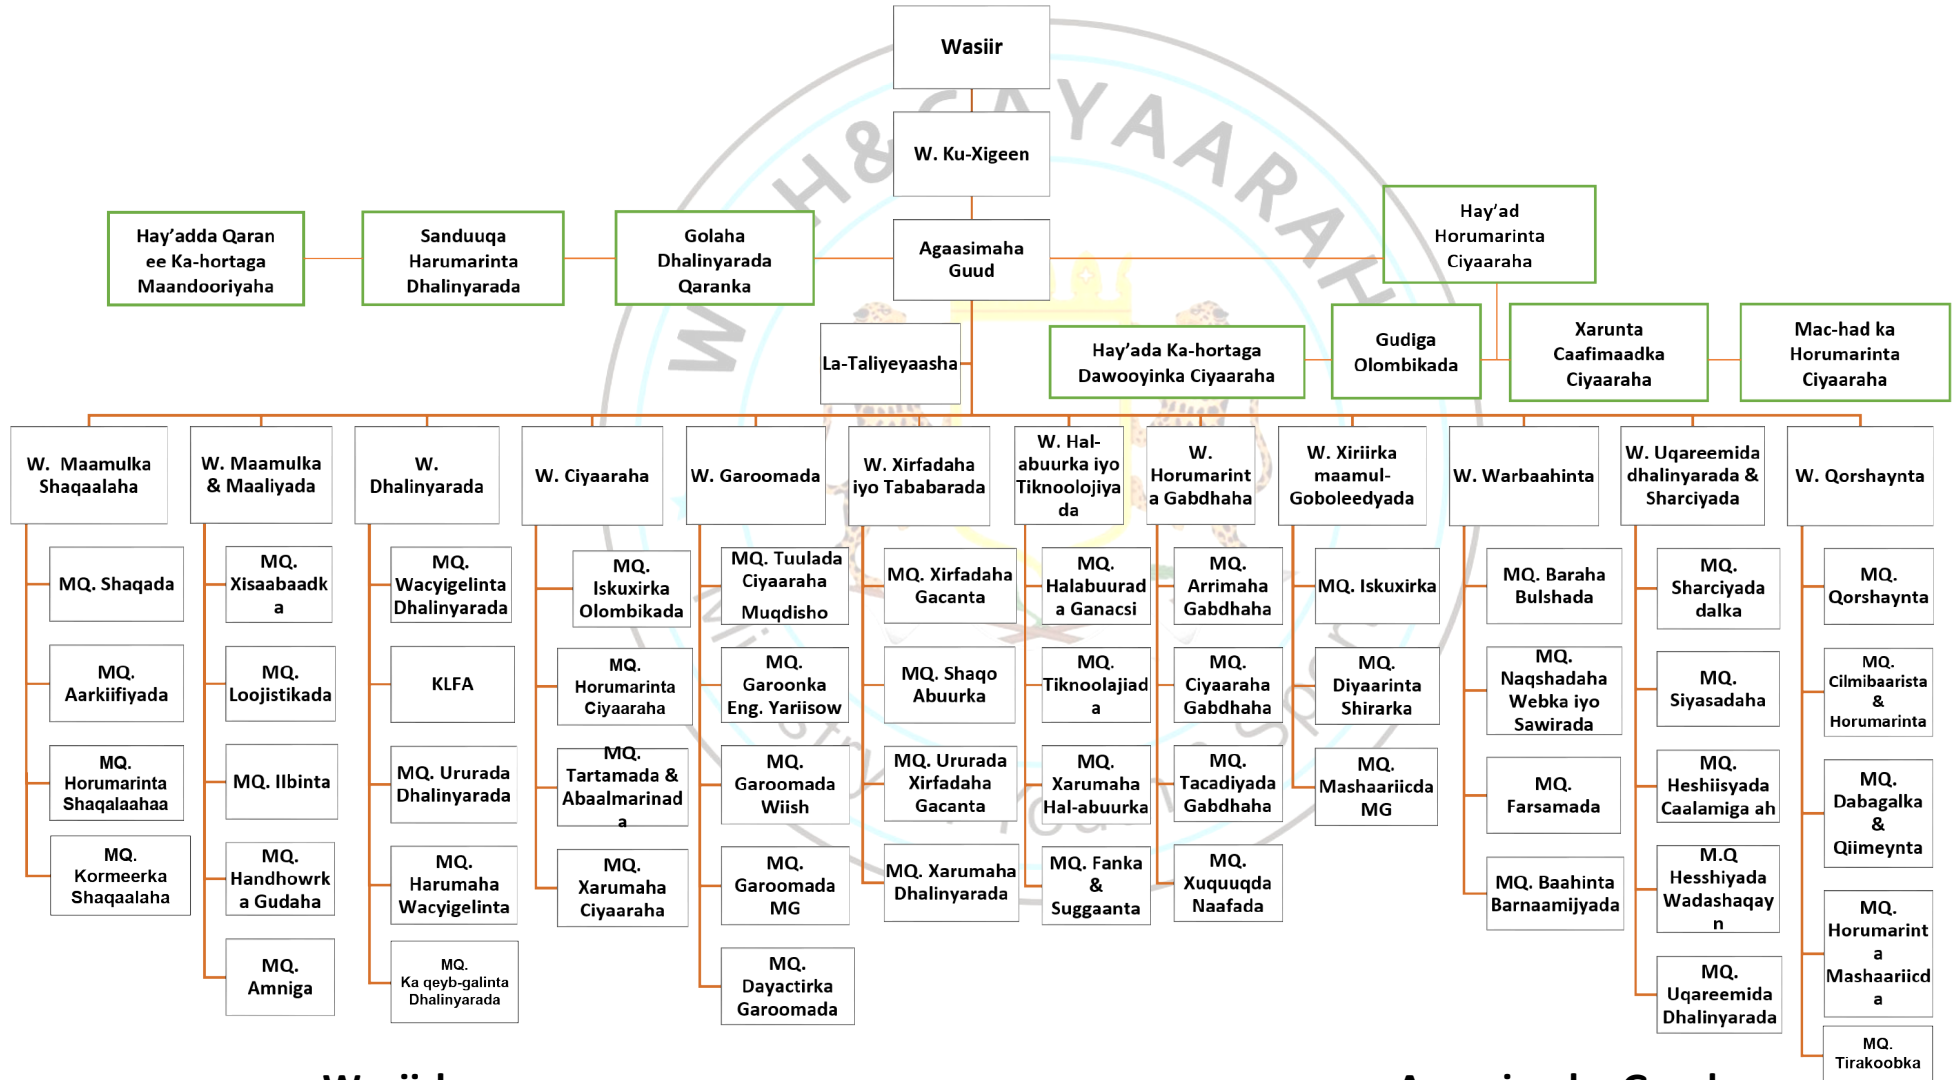 Wasiir
W. Ku-Xigeen
Agaasimaha
Guud
Hay’adda Qaran
ee Ka-hortaga
Maandooriyaha
Sanduuqa
Harumarinta
Dhalinyarada
Golaha
Dhalinyarada
Qaranka
Hay’ad
Horumarinta
Ciyaaraha
La-Taliyeyaasha
Hay’ada Ka-hortaga
Dawooyinka Ciyaaraha
Gudiga
Olombikada
Xarunta
Caafimaadka
Ciyaaraha
Mac-had ka
Horumarinta
Ciyaaraha
W. Maamulka
Shaqaalaha
MQ. Shaqada
MQ.
Aarkiifiyada
MQ.
Horumarinta
Shaqalaahaa
MQ.
Kormeerka
Shaqaalaha
W. Maamulka
& Maaliyada
MQ.
Xisaabaadk
a
MQ.
Loojistikada
MQ. IIbinta
MQ.
Handhowrk
a Gudaha
MQ.
Amniga
W.
Dhalinyarada
MQ.
Wacyigelinta
Dhalinyarada
KLFA
MQ. Ururada
Dhalinyarada
MQ.
Harumaha
Wacyigelinta
MQ.
Ka qeyb-galinta
Dhalinyarada
W. Ciyaaraha
MQ.
Iskuxirka
Olombikada
MQ.
Horumarinta
Ciyaaraha
MQ.
Tartamada &
Abaalmarinad
a
MQ.
Xarumaha
Ciyaaraha
W. Garoomada
MQ. Tuulada
Ciyaaraha
Muqdisho
MQ.
Garoonka
Eng. Yariisow
MQ.
Garoomada
Wiish
MQ.
Garoomada
MG
MQ.
Dayactirka
Garoomada
W. Xirfadaha
iyo Tababarada
MQ. Xirfadaha
Gacanta
MQ. Shaqo
Abuurka
MQ. Ururada
Xirfadaha
Gacanta
MQ. Xarumaha
Dhalinyarada
W. Hal-
abuurka iyo
Tiknoolojiya
da
MQ.
Halabuurad
a Ganacsi
MQ.
Tiknoolajiad
a
MQ.
Xarumaha
Hal-abuurka
MQ. Fanka
&
Suggaanta
W.
Horumarint
a Gabdhaha
MQ.
Arrimaha
Gabdhaha
MQ.
Ciyaaraha
Gabdhaha
MQ.
Tacadiyada
Gabdhaha
MQ.
Xuquuqda
Naafada
W. Xiriirka
maamul-
Goboleedyada
MQ. Iskuxirka
MQ.
Diyaarinta
Shirarka
MQ.
Mashaariicda
MG
W. Warbaahinta
MQ. Baraha
Bulshada
MQ.
Naqshadaha
Webka iyo
Sawirada
MQ.
Farsamada
MQ. Baahinta
Barnaamijyada
W. Uqareemida
dhalinyarada &
Sharciyada
MQ.
Sharciyada
dalka
MQ.
Siyasadaha
MQ.
Heshiisyada
Caalamiga ah
M.Q
Hesshiyada
Wadashaqay
n
MQ.
Uqareemida
Dhalinyarada
W. Qorshaynta
MQ.
Qorshaynta
MQ.
Cilmibaarista
&
Horumarinta
MQ.
Dabagalka
&
Qiimeynta
MQ.
Horumarint
a
Mashaariicd
a
MQ.
Tirakoobka